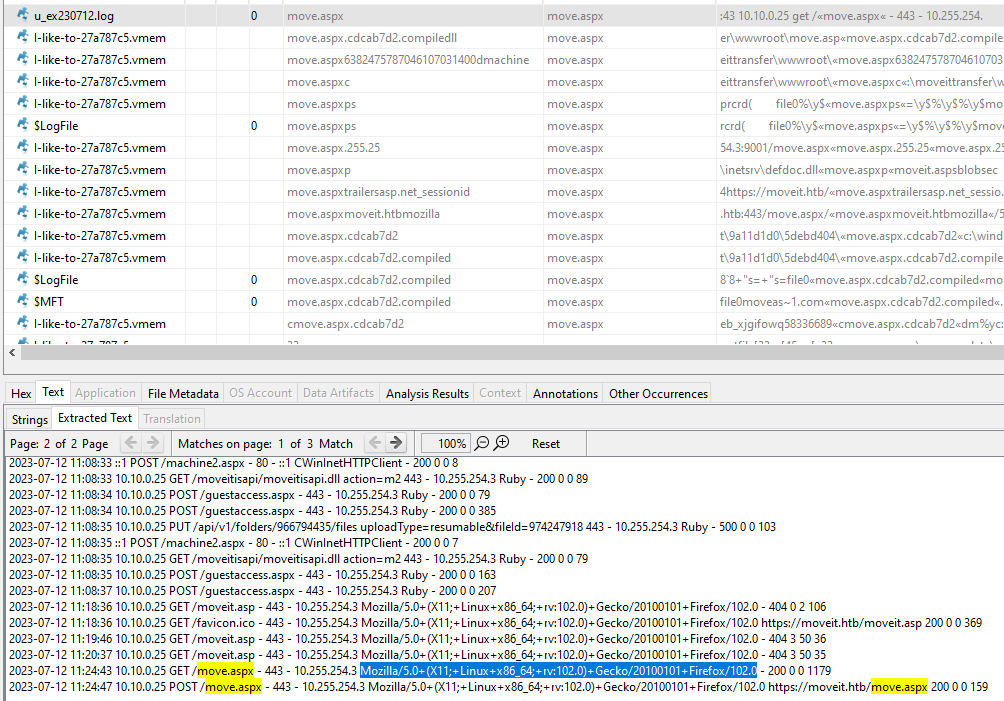 u_ex230712.log 0 move.aspx move.aspx :43 10.10.0.25 get /«move.aspx« - 443 - 10.255.254.
I-like-to-27a787c5.vmem move.aspx.cdcab7d2.compiledll move.aspx er\wwwroot\move.asp«move.aspx.cdcab7d2.compile
I-like-to-27a787c5.vmem move.aspx6382475787046107031400dmachine move.aspx eittransfer\wwwroot\«move.aspx638247578704610703
I-like-to-27a787c5.vmem move.aspxc move.aspx eittransfer\wwwroot\«move.aspxc«:\moveittransfer\w
I-like-to-27a787c5.vmem move.aspxps move.aspx prcrd( file0%\y$«move.aspxps«=\y$%\y$%\y$mo
$LogFile 0 move.aspxps move.aspx rcrd( file0%\y$«move.aspxps«=\y$%\y$%\y$move
I-like-to-27a787c5.vmem move.aspx.255.25 move.aspx 54.3:9001/move.aspx«move.aspx.255.25«move.aspx.25
I-like-to-27a787c5.vmem move.aspxp move.aspx \inetsrv\defdoc.dll«move.aspxp«moveit.aspsblobsec
I-like-to-27a787c5.vmem move.aspxtrailersasp.net_sessionid move.aspx 4https://moveit.htb/«move.aspxtrailersasp.net_sessio.
I-like-to-27a787c5.vmem move.aspxmoveit.htbmozilla move.aspx .htb:443/move.aspx/«move.aspxmoveit.htbmozilla«/5
I-like-to-27a787c5.vmem move.aspx.cdcab7d2 move.aspx t\9a11d1d0\5debd404\«move.aspx.cdcab7d2«c:\wind
I-like-to-27a787c5.vmem move.aspx.cdcab7d2.compiled move.aspx t\9a11d1d0\5debd404\«move.aspx.cdcab7d2.compiled
$LogFile 0 move.aspx.cdcab7d2.compiled move.aspx 8`8+"s=+"s=file0«move.aspx.cdcab7d2.compiled«mo
$MFT 0 move.aspx.cdcab7d2.compiled move.aspx file0moveas~1.com«move.aspx.cdcab7d2.compiled«.
I-like-to-27a787c5.vmem cmove.aspx.cdcab7d2 move.aspx eb_xjgifowq58336689«cmove.aspx.cdcab7d2«dm%yc:
Hex Text Application File Metadata OS Account Data Artifacts Analysis Results Context Annotations Other Occurrences
Strings Extracted Text Translation
Page: 2 of 2 Page Matches on page: 1 of 3 Match 100% Reset
2023-07-12 11:08:33 ::1 POST /machine2.aspx - 80 - ::1 CWinInetHTTPClient - 200 0 0 8
2023-07-12 11:08:33 10.10.0.25 GET /moveitisapi/moveitisapi.dll action=m2 443 - 10.255.254.3 Ruby - 200 0 0 89
2023-07-12 11:08:34 10.10.0.25 POST /guestaccess.aspx - 443 - 10.255.254.3 Ruby - 200 0 0 79
2023-07-12 11:08:34 10.10.0.25 POST /guestaccess.aspx - 443 - 10.255.254.3 Ruby - 200 0 0 385
2023-07-12 11:08:35 10.10.0.25 PUT /api/v1/folders/966794435/files uploadType=resumable&fileId=974247918 443 - 10.255.254.3 Ruby - 500 0 0 103
2023-07-12 11:08:35 ::1 POST /machine2.aspx - 80 - ::1 CWinInetHTTPClient - 200 0 0 7
2023-07-12 11:08:35 10.10.0.25 GET /moveitisapi/moveitisapi.dll action=m2 443 - 10.255.254.3 Ruby - 200 0 0 79
2023-07-12 11:08:35 10.10.0.25 POST /guestaccess.aspx - 443 - 10.255.254.3 Ruby - 200 0 0 163
2023-07-12 11:08:37 10.10.0.25 POST /guestaccess.aspx - 443 - 10.255.254.3 Ruby - 200 0 0 207
2023-07-12 11:18:36 10.10.0.25 GET /moveit.asp - 443 - 10.255.254.3 Mozilla/5.0+(X11;+Linux+x86_64;+rv:102.0)+Gecko/20100101+Firefox/102.0 - 404 0 2 106
2023-07-12 11:18:36 10.10.0.25 GET /favicon.ico - 443 - 10.255.254.3 Mozilla/5.0+(X11;+Linux+x86_64;+rv:102.0)+Gecko/20100101+Firefox/102.0 https://moveit.htb/moveit.asp 200 0 0 369
2023-07-12 11:19:46 10.10.0.25 GET /moveit.asp - 443 - 10.255.254.3 Mozilla/5.0+(X11;+Linux+x86_64;+rv:102.0)+Gecko/20100101+Firefox/102.0 - 404 3 50 36
2023-07-12 11:20:37 10.10.0.25 GET /moveit.asp - 443 - 10.255.254.3 Mozilla/5.0+(X11;+Linux+x86_64;+rv:102.0)+Gecko/20100101+Firefox/102.0 - 404 3 50 35
2023-07-12 11:24:43 10.10.0.25 GET /move.aspx - 443 - 10.255.254.3 Mozilla/5.0+(X11;+Linux+x86_64;+rv:102.0)+Gecko/20100101+Firefox/102.0 - 200 0 0 1179
2023-07-12 11:24:47 10.10.0.25 POST /move.aspx - 443 - 10.255.254.3 Mozilla/5.0+(X11;+Linux+x86_64;+rv:102.0)+Gecko/20100101+Firefox/102.0 https://moveit.htb/move.aspx 200 0 0 159